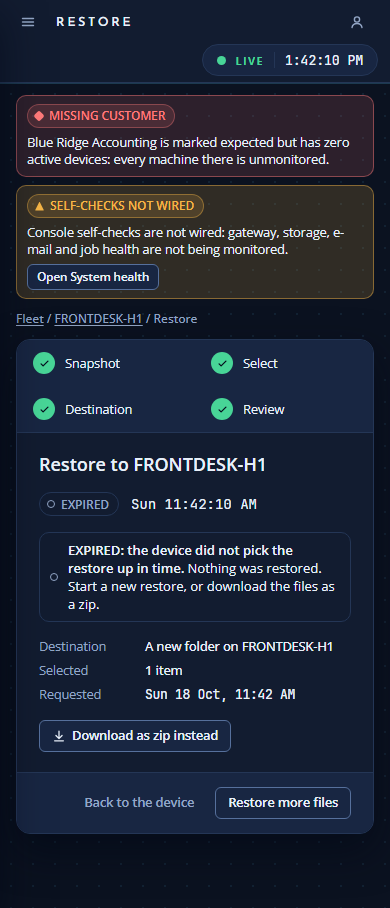 RESTORE
LIVE 1:42:10 PM
MISSING CUSTOMER
Blue Ridge Accounting is marked expected but has zero
active devices: every machine there is unmonitored.
SELF-CHECKS NOT WIRED
Console self-checks are not wired: gateway, storage, e-
mail and job health are not being monitored.
Open System health
Fleet / FRONTDESK-H1 / Restore
Snapshot
Select
Destination
Review
Restore to FRONTDESK-H1
EXPIRED Sun 11:42:10 AM
EXPIRED: the device did not pick the
restore up in time. Nothing was restored.
Start a new restore, or download the files as
a zip.
Destination A new folder on FRONTDESK-H1
Selected 1 item
Requested Sun 18 Oct, 11:42 AM
Download as zip instead
Back to the device
Restore more files